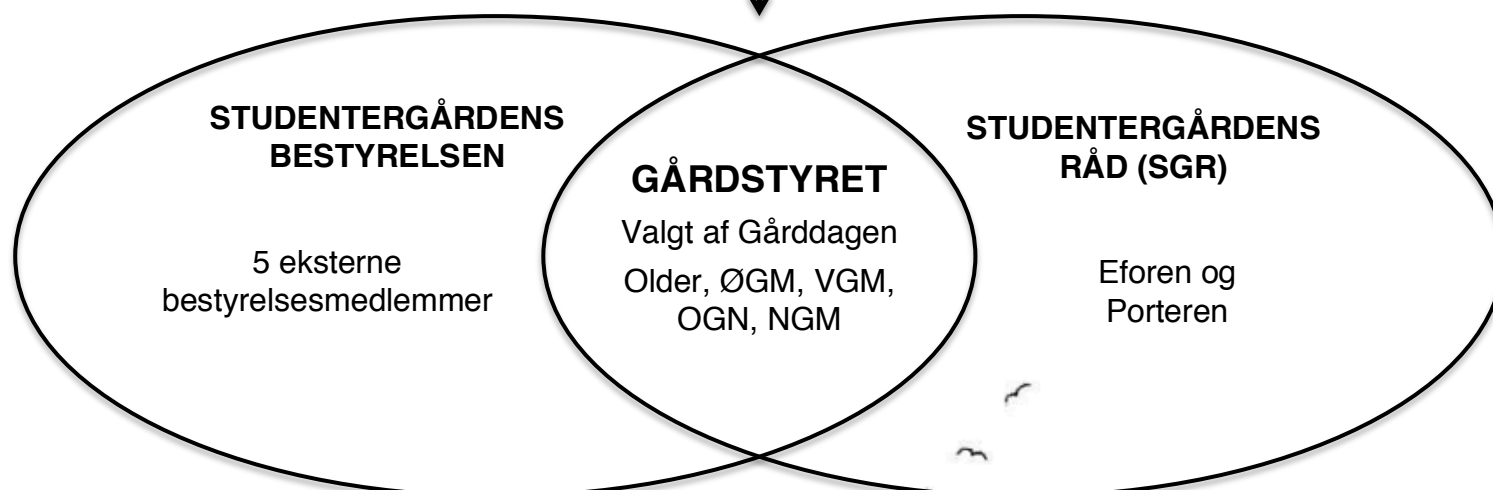 STUDENTERGÅRDENS
BESTYRELSEN
5 eksterne
bestyrelsesmedlemmer
GÅRDSTYRET
Valgt af Gårddagen
Older, ØGM, VGM,
OGN, NGM
STUDENTERGÅRDENS
RÅD (SGR)
Eforen og
Porteren